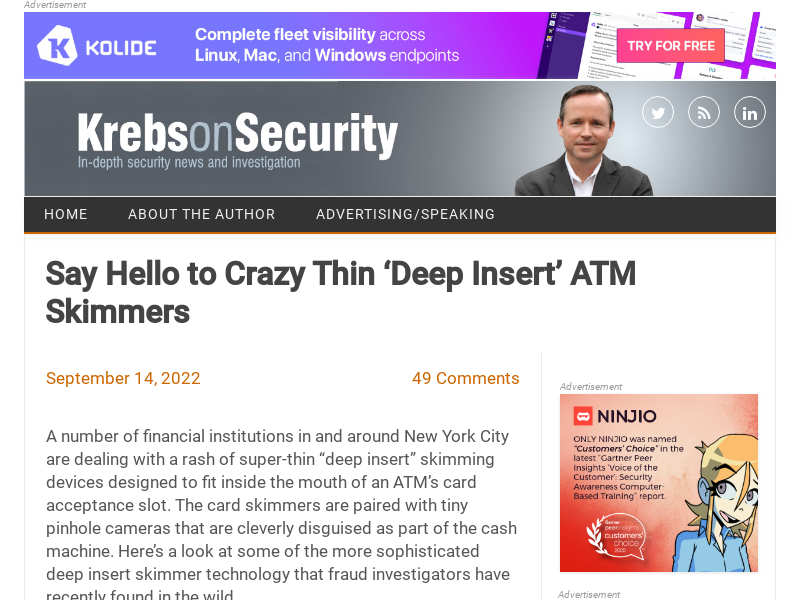 Advertisement
KOLIDE
Complete fleet visibility across
Linux, Mac, and Windows endpoints
TRY FOR FREE
KrebsonSecurity
In-depth security news and investigation
HOME
ABOUT THE AUTHOR
ADVERTISING/SPEAKING
Say Hello to Crazy Thin ‘Deep Insert’ ATM
Skimmers
September 14, 2022
49 Comments
A number of financial institutions in and around New York City
are dealing with a rash of super-thin “deep insert” skimming
devices designed to fit inside the mouth of an ATM’s card
acceptance slot. The card skimmers are paired with tiny
pinhole cameras that are cleverly disguised as part of the cash
machine. Here’s a look at some of the more sophisticated
deep insert skimmer technology that fraud investigators have
recently found in the wild.
Advertisement
NINJIO
ONLY NINJIO was named
"Customers' Choice" in the
latest "Gartner Peer
Insights 'Voice of the
Customer': Security
Awareness Computer-
Based Training" report.
Gartner
peerinsights
customers'
choice
2020
Advertisement